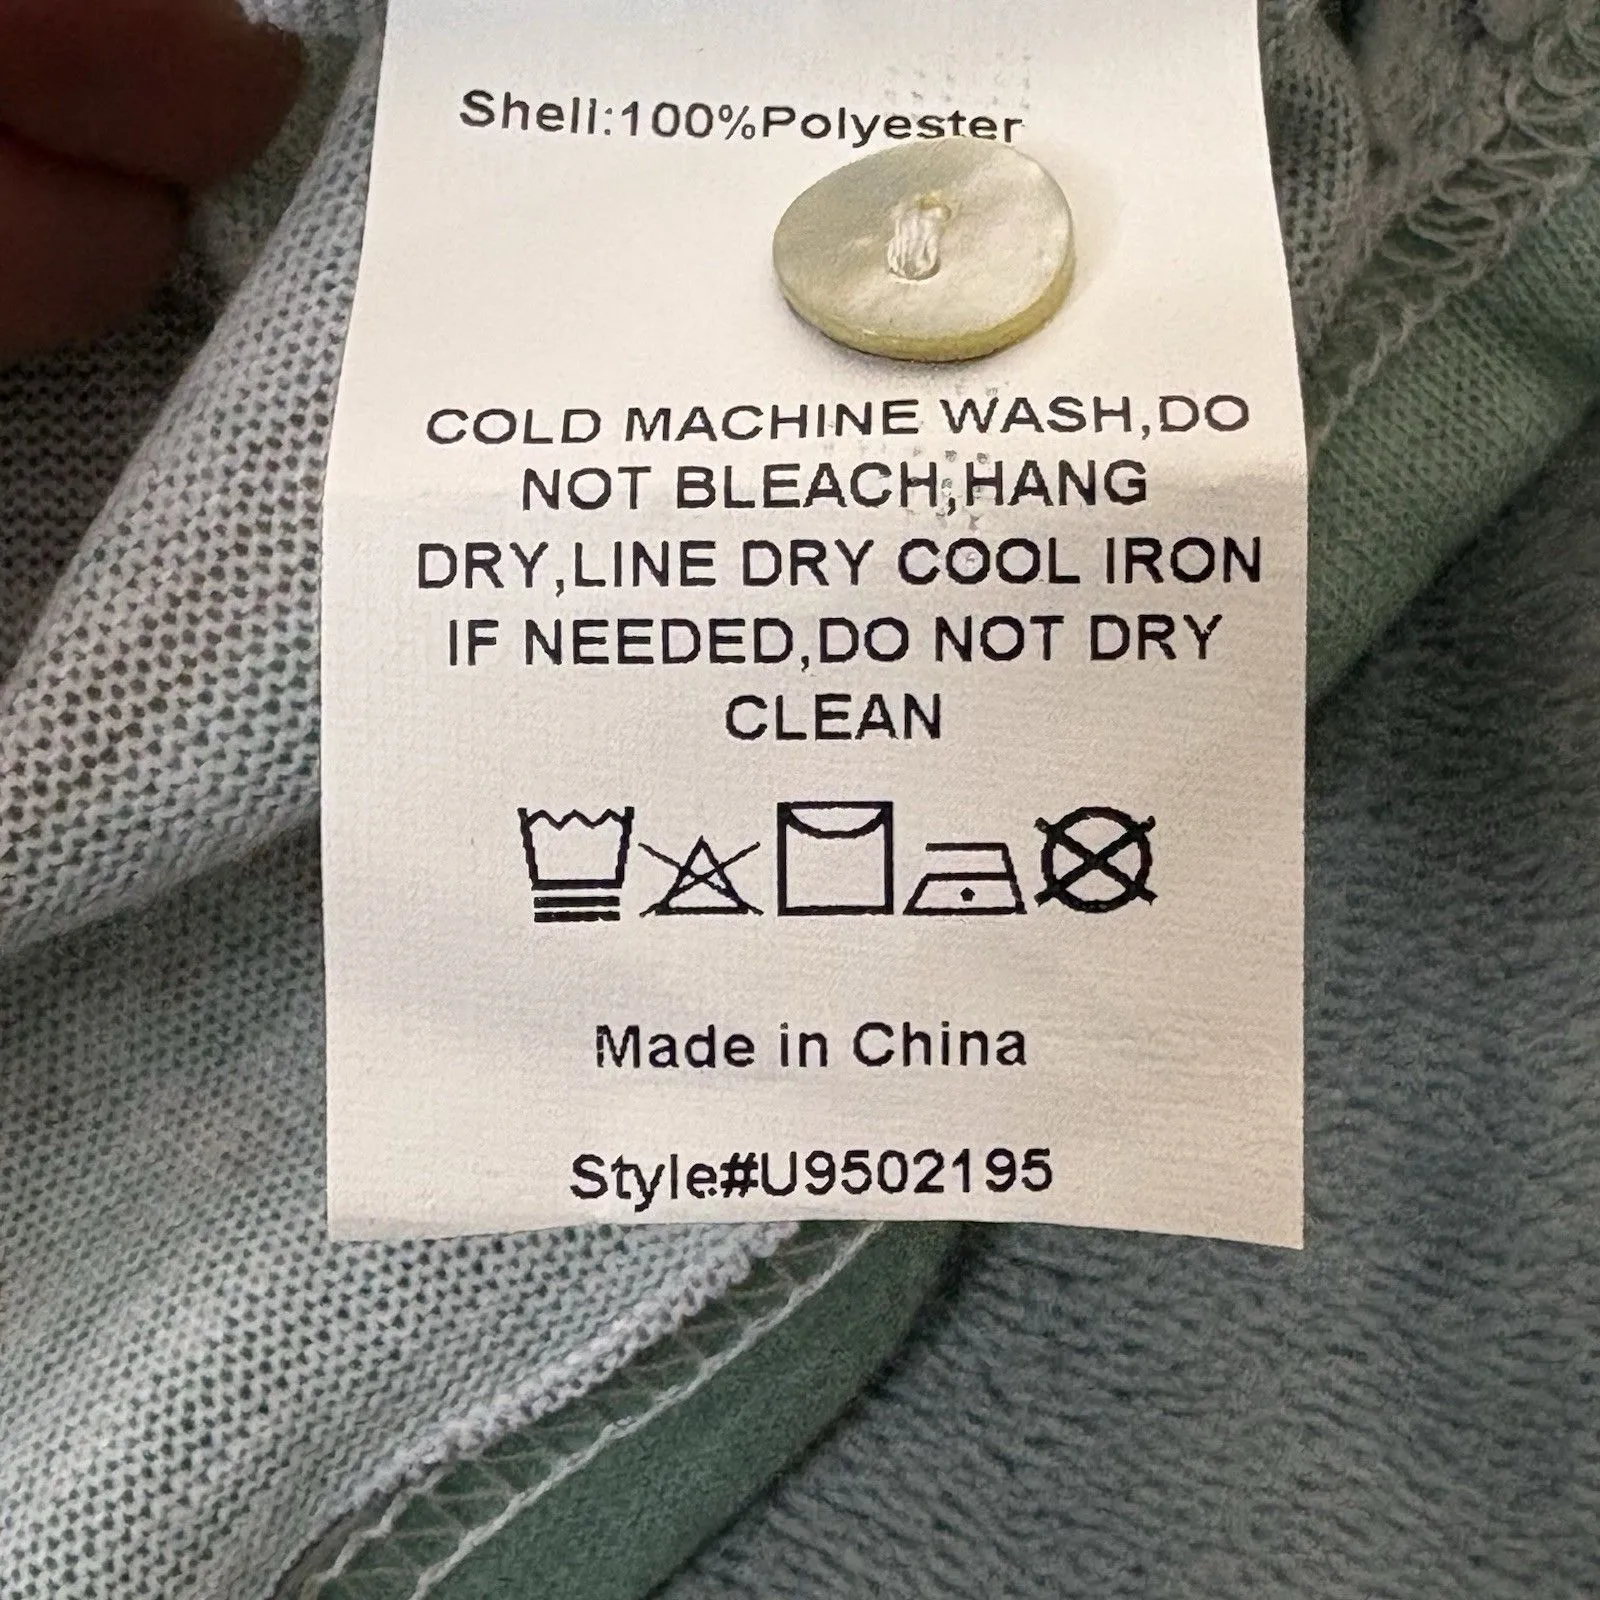 Shell:100%Polyester
COLD MACHINE WASH,DO
NOT BLEACH,HANG
DRY,LINE DRY COOL IRON
IF NEEDED,DO NOT DRY
CLEAN
Made in China
Style#U9502195